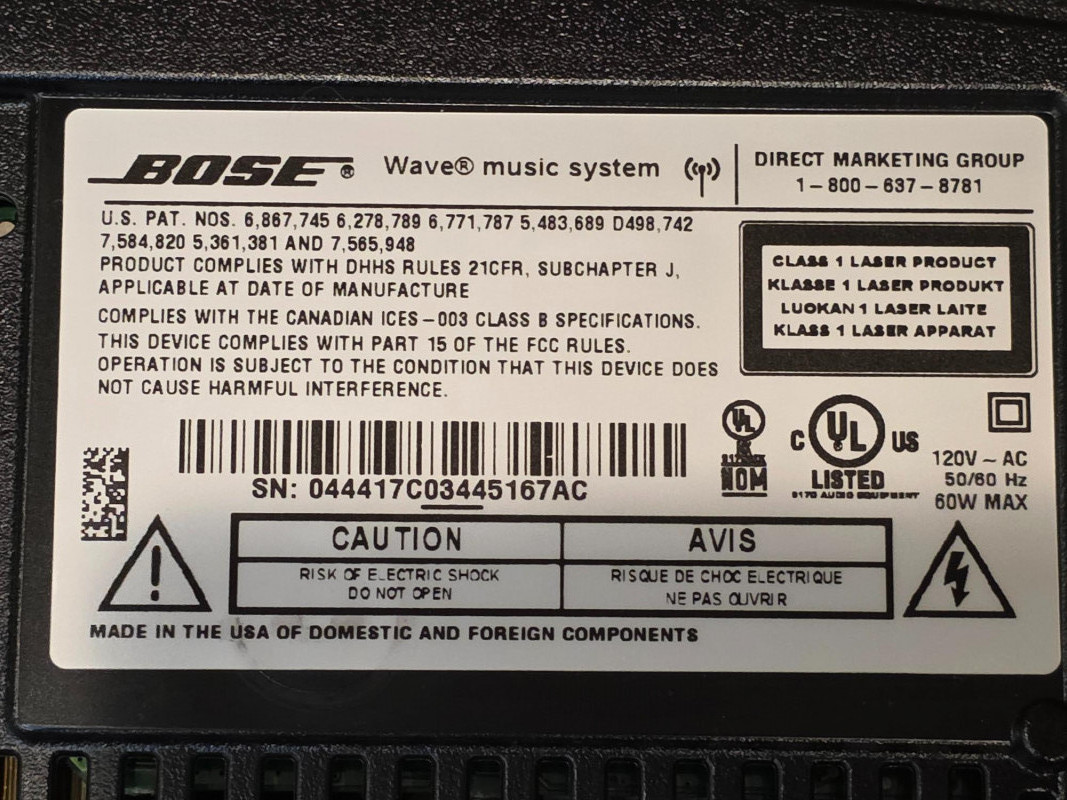 BOSE® Wave® music system
DIRECT MARKETING GROUP
1-800-637-8781
U.S. PAT. NOS. 6,867,745 6,278,789 6,771,787 5,483,689 D498,742
7,584,820 5,361,381 AND 7,565,948
PRODUCT COMPLIES WITH DHHS RULES 21CFR, SUBCHAPTER J,
APPLICABLE AT DATE OF MANUFACTURE
COMPLIES WITH THE CANADIAN ICES-003 CLASS B SPECIFICATIONS.
THIS DEVICE COMPLIES WITH PART 15 OF THE FCC RULES.
OPERATION IS SUBJECT TO THE CONDITION THAT THIS DEVICE DOES
NOT CAUSE HARMFUL INTERFERENCE.
CLASS 1 LASER PRODUCT
KLASSE 1 LASER PRODUKT
LUOKAN 1 LASER LAITE
KLASS 1 LASER APPARAT
SN: 044417C03445167AC
UL
NOM
C UL US
LISTED
9170 AUDIO EQUIPMENT
120V ~ AC
50/60 Hz
60W MAX
CAUTION
RISK OF ELECTRIC SHOCK
DO NOT OPEN
AVIS
RISQUE DE CHOC ELECTRIQUE
NE PAS OUVRIR
MADE IN THE USA OF DOMESTIC AND FOREIGN COMPONENTS